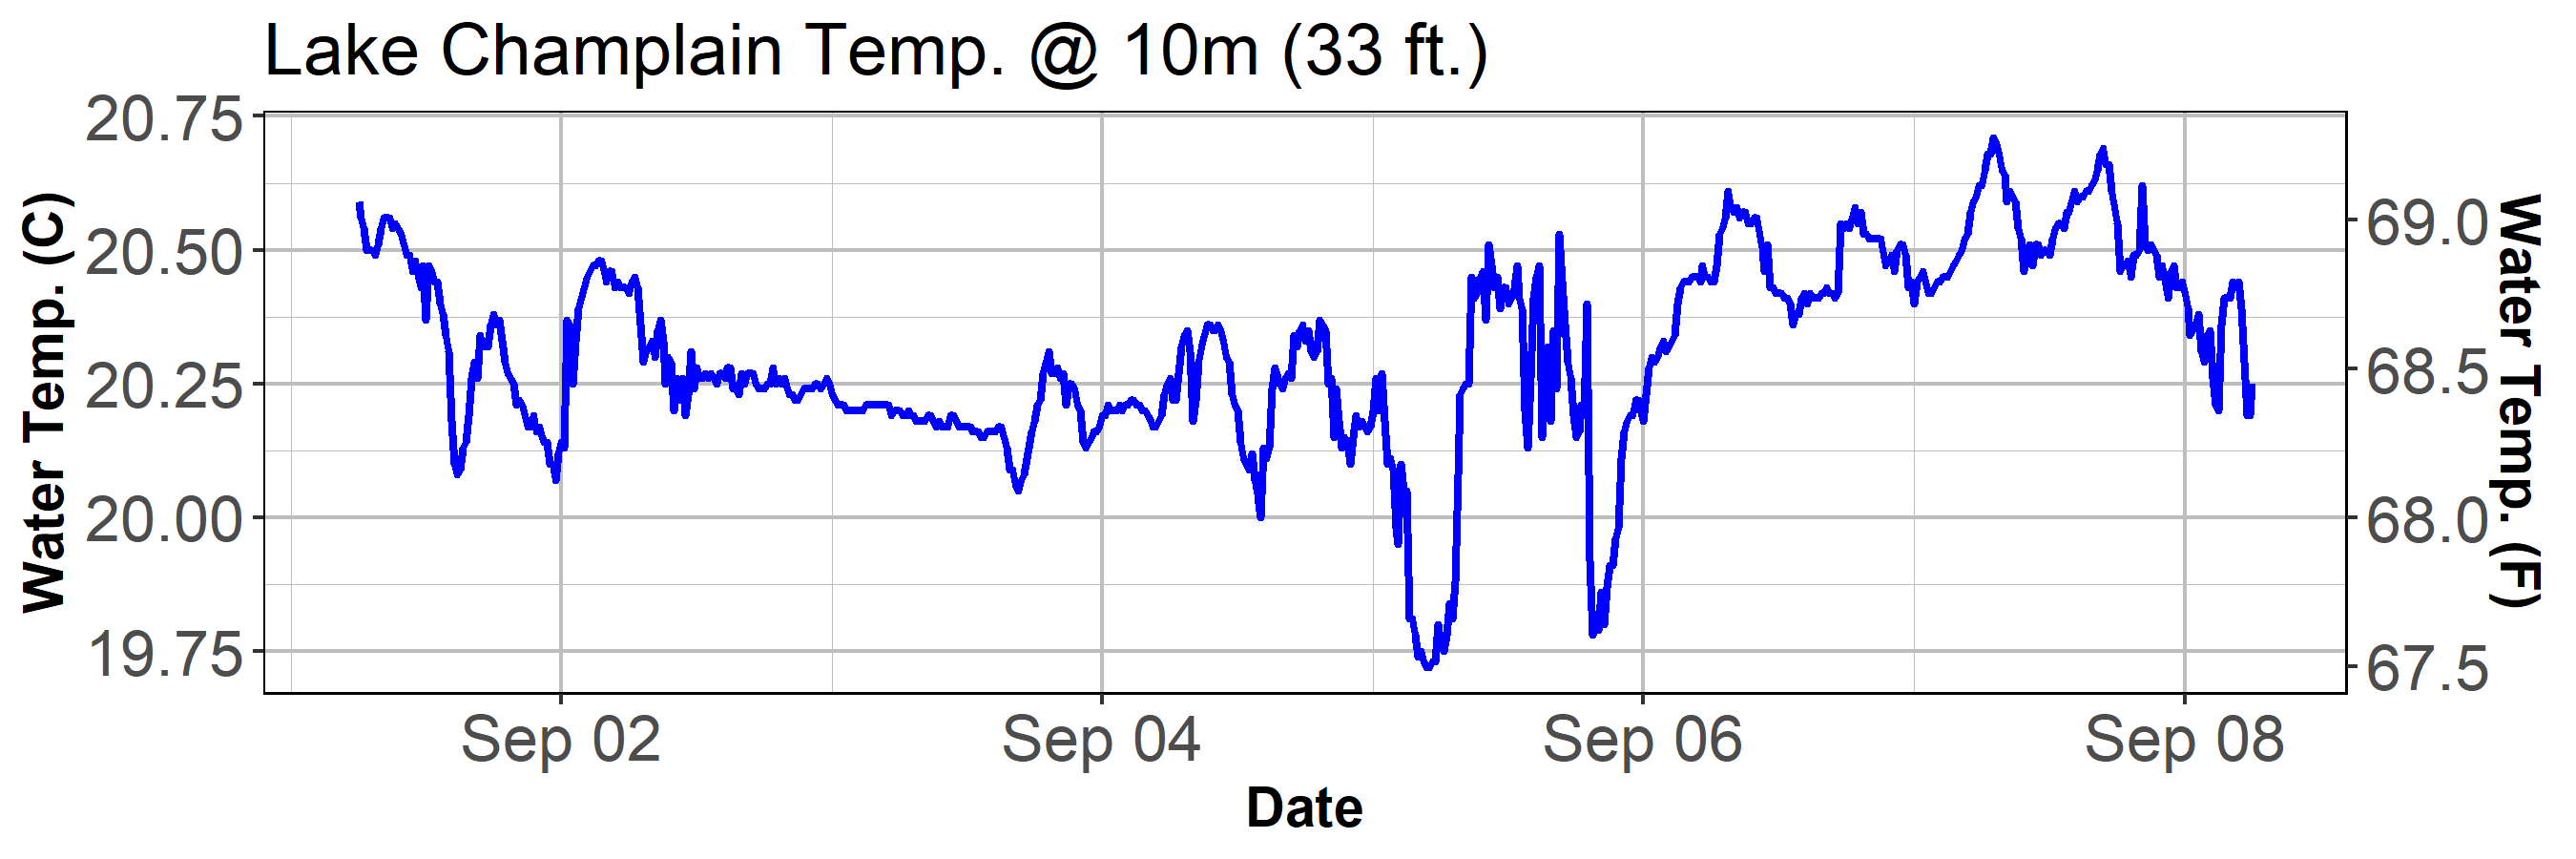 Lake Champlain Temp. @ 10m (33 ft.)
Water Temp. (C)
20.75
20.50
20.25
20.00
19.75
69.0
68.5
68.0
67.5
Water Temp. (F)
Sep 02 Sep 04 Sep 06 Sep 08
Date